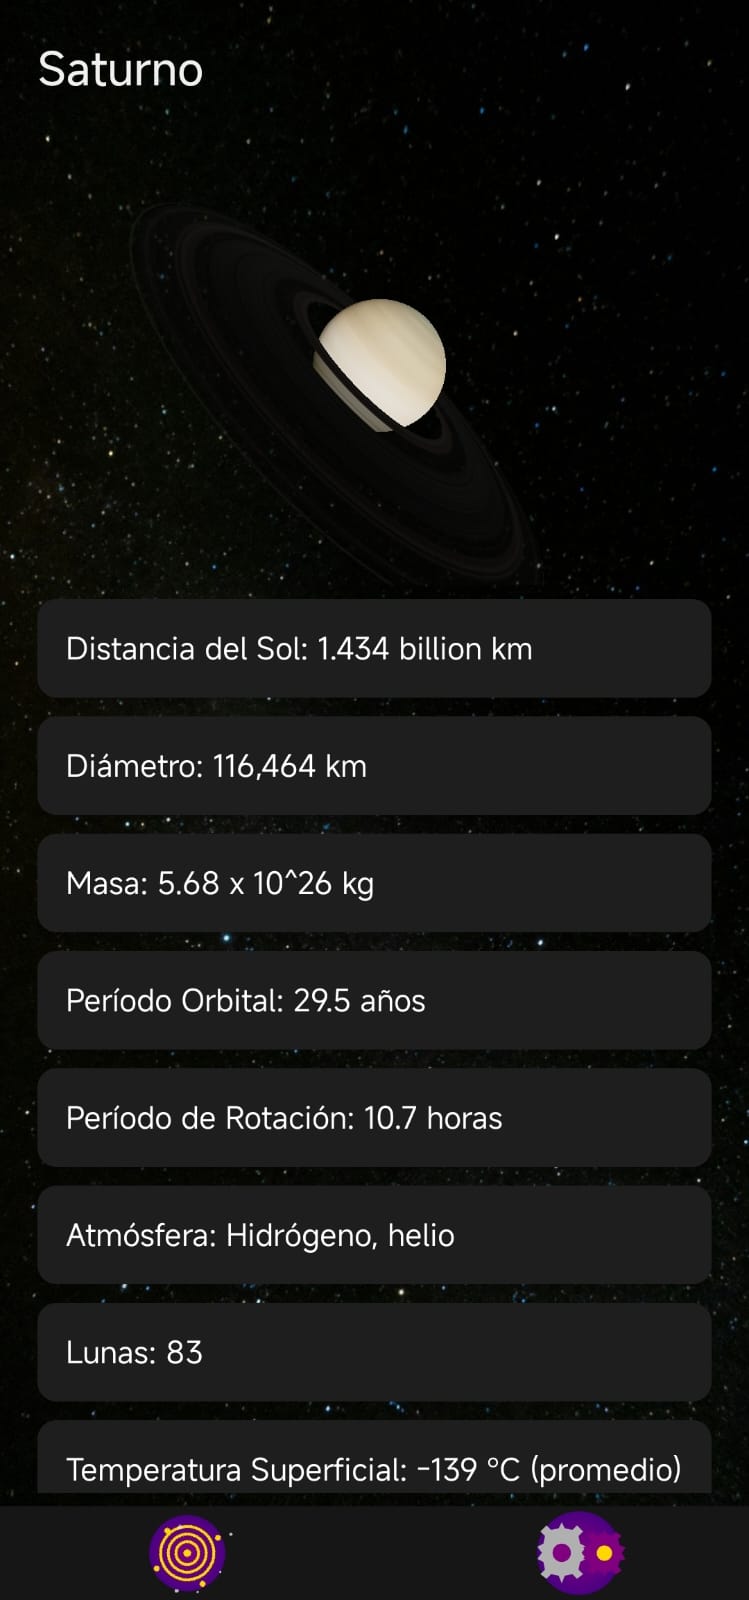 Saturno
Distancia del Sol: 1.434 billion km
Diámetro: 116,464 km
Masa: 5.68 x 10^26 kg
Período Orbital: 29.5 años
Período de Rotación: 10.7 horas
Atmósfera: Hidrógeno, helio
Lunas: 83
Temperatura Superficial: -139 °C (promedio)